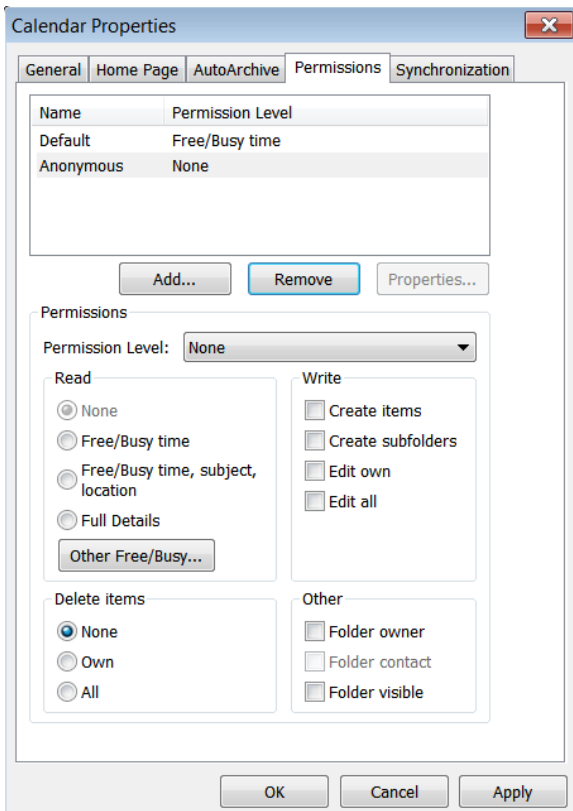 Calendar Properties
General Home Page AutoArchive Permissions Synchronization
Name Permission Level
Default Free/Busy time
Anonymous None
Add... Remove Properties...
Permissions
Permission Level: None
Read Write
None Create items
Free/Busy time Create subfolders
Free/Busy time, subject, Edit own
location
Full Details Edit all
Other Free/Busy...
Delete items Other
None Folder owner
Own Folder contact
All Folder visible
OK Cancel Apply